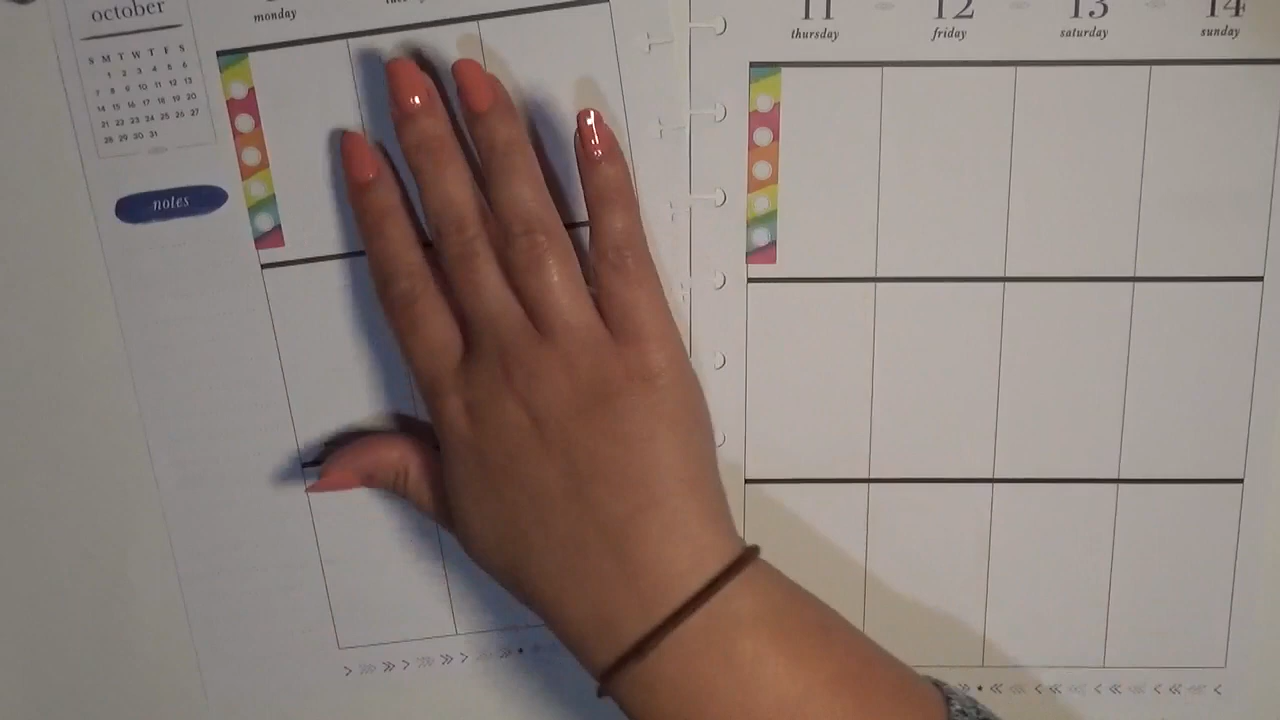 october
monday
S M T W T F S
1 2 3 4 5 6
7 8 9 10 11 12 13
14 15 16 17 18 19 20
21 22 23 24 25 26 27
28 29 30 31
notes
11 12 13 14
thursday friday saturday sunday